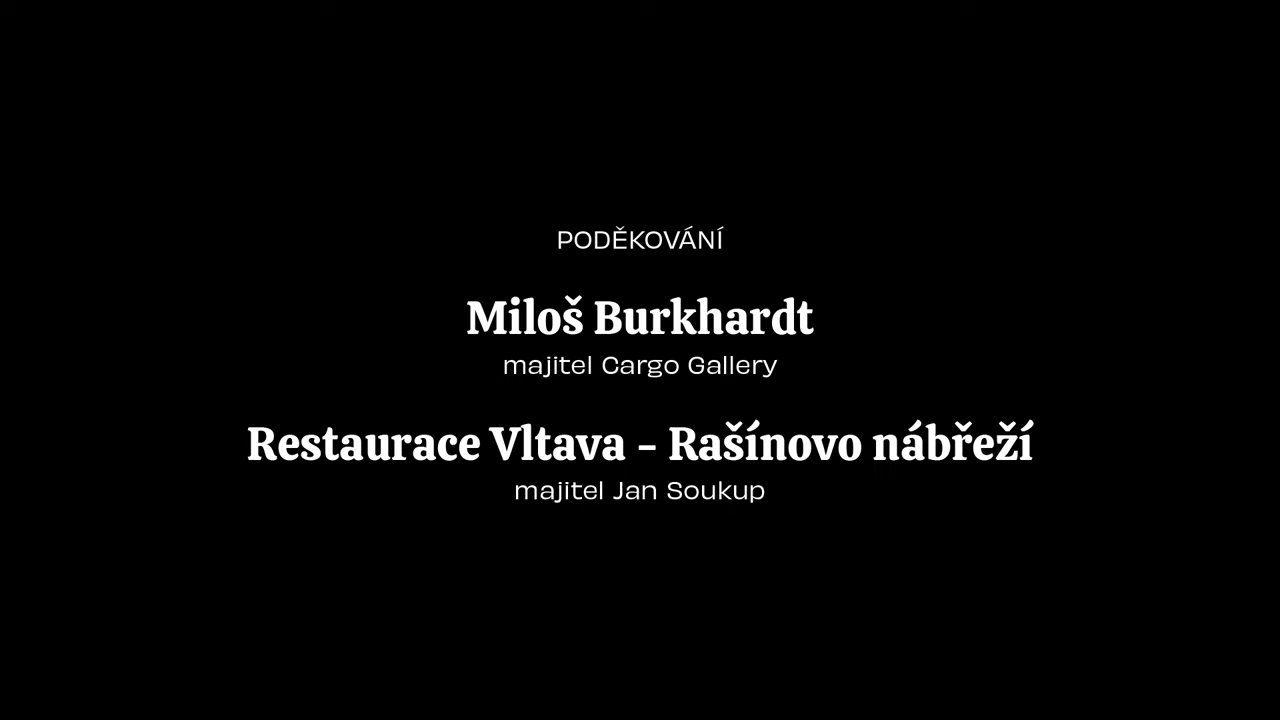 PODĚKOVÁNÍ
Miloš Burkhardt
majitel Cargo Gallery
Restaurace Vltava - Rašínovo nábřeží
majitel Jan Soukup